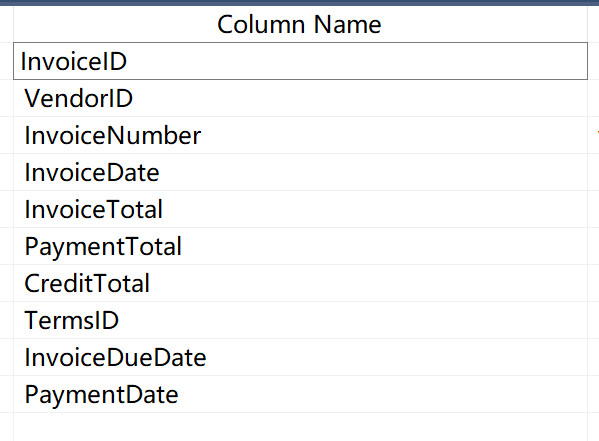 Column Name
InvoiceID
VendorID
InvoiceNumber
InvoiceDate
InvoiceTotal
PaymentTotal
CreditTotal
TermsID
InvoiceDueDate
PaymentDate